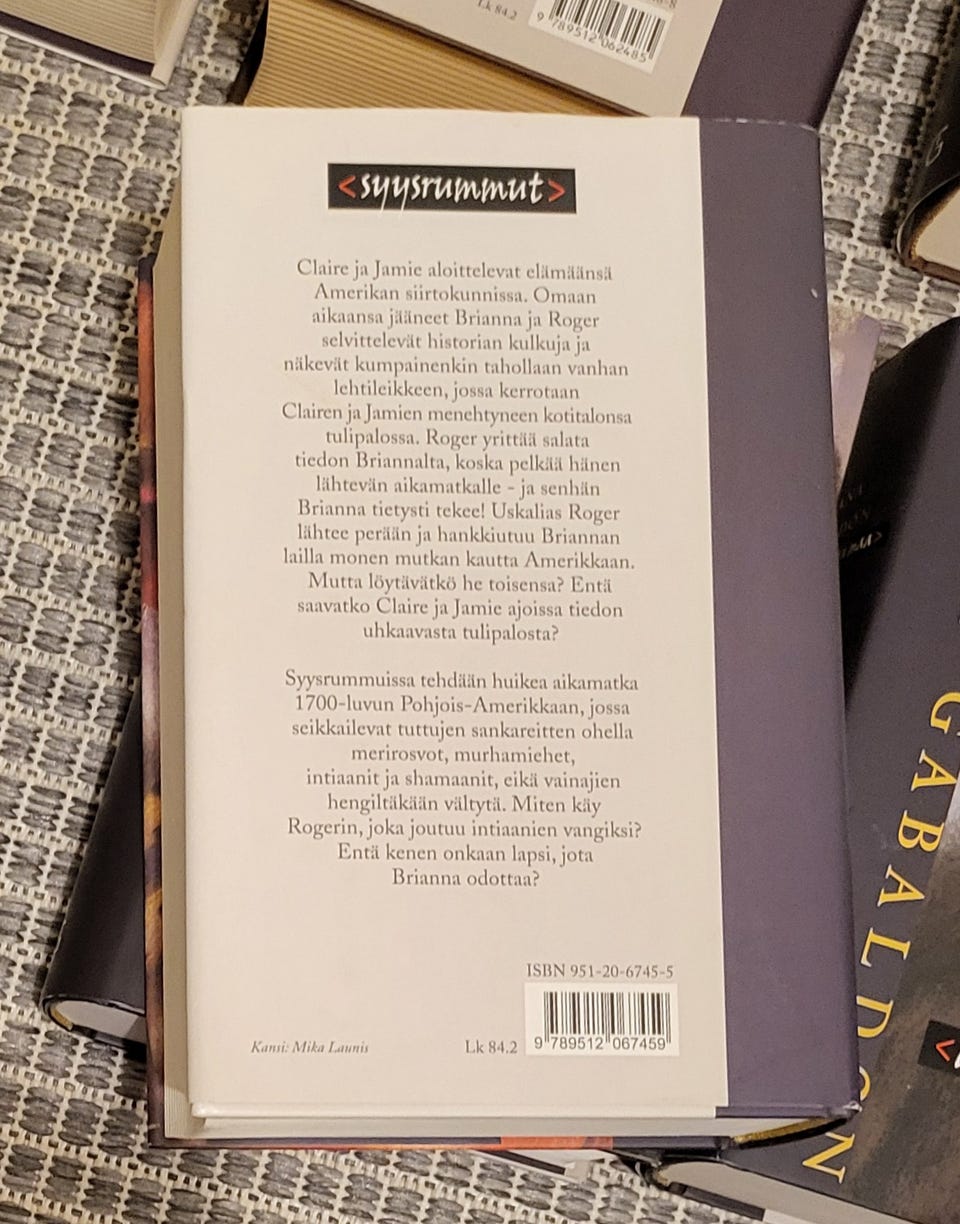 Lk 84.2
9 789512 062485
<syysrummut>
Claire ja Jamie aloittelevat elämäänsä
Amerikan siirtokunnissa. Omaan
aikaansa jääneet Brianna ja Roger
selvittelevät historian kulkuja ja
näkevät kumpainenkin tahollaan vanhan
lehtileikkeen, jossa kerrotaan
Clairen ja Jamien menehtyneen kotitalonsa
tulipalossa. Roger yrittää salata
tiedon Briannalta, koska pelkää hänen
lähtevän aikamatkalle - ja senhän
Brianna tietysti tekee! Uskalias Roger
lähtee perään ja hankkiutuu Briannan
lailla monen mutkan kautta Amerikkaan.
Mutta löytävätkö he toisensa? Entä
saavatko Claire ja Jamie ajoissa tiedon
uhkaavasta tulipalosta?
Syysrummuissa tehdään huikea aikamatka
1700-luvun Pohjois-Amerikkaan, jossa
seikkailevat tuttujen sankareitten ohella
merirosvot, murhamiehet,
intiaanit ja shamaanit, eikä vainajien
hengiltäkään vältytä. Miten käy
Rogerin, joka joutuu intiaanien vangiksi?
Entä kenen onkaan lapsi, jota
Brianna odottaa?
ISBN 951-20-6745-5
Kansi: Mika Launis
Lk 84.2
9 789512 067459
GABALDON